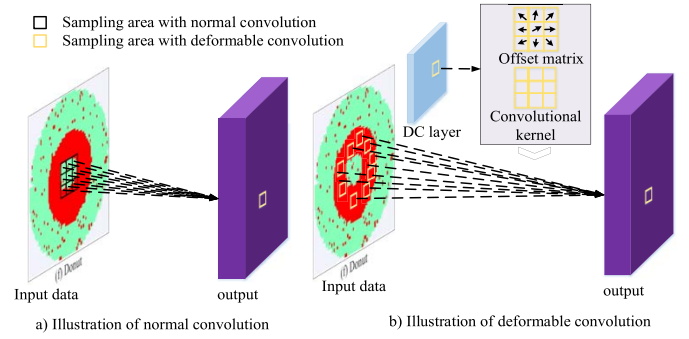 Sampling area with normal convolution
Sampling area with deformable convolution
Offset matrix
Convolutional
kernel
DC layer
(f) Donut
Input data
output
(f) Donut
Input data
output
a) Illustration of normal convolution
b) Illustration of deformable convolution